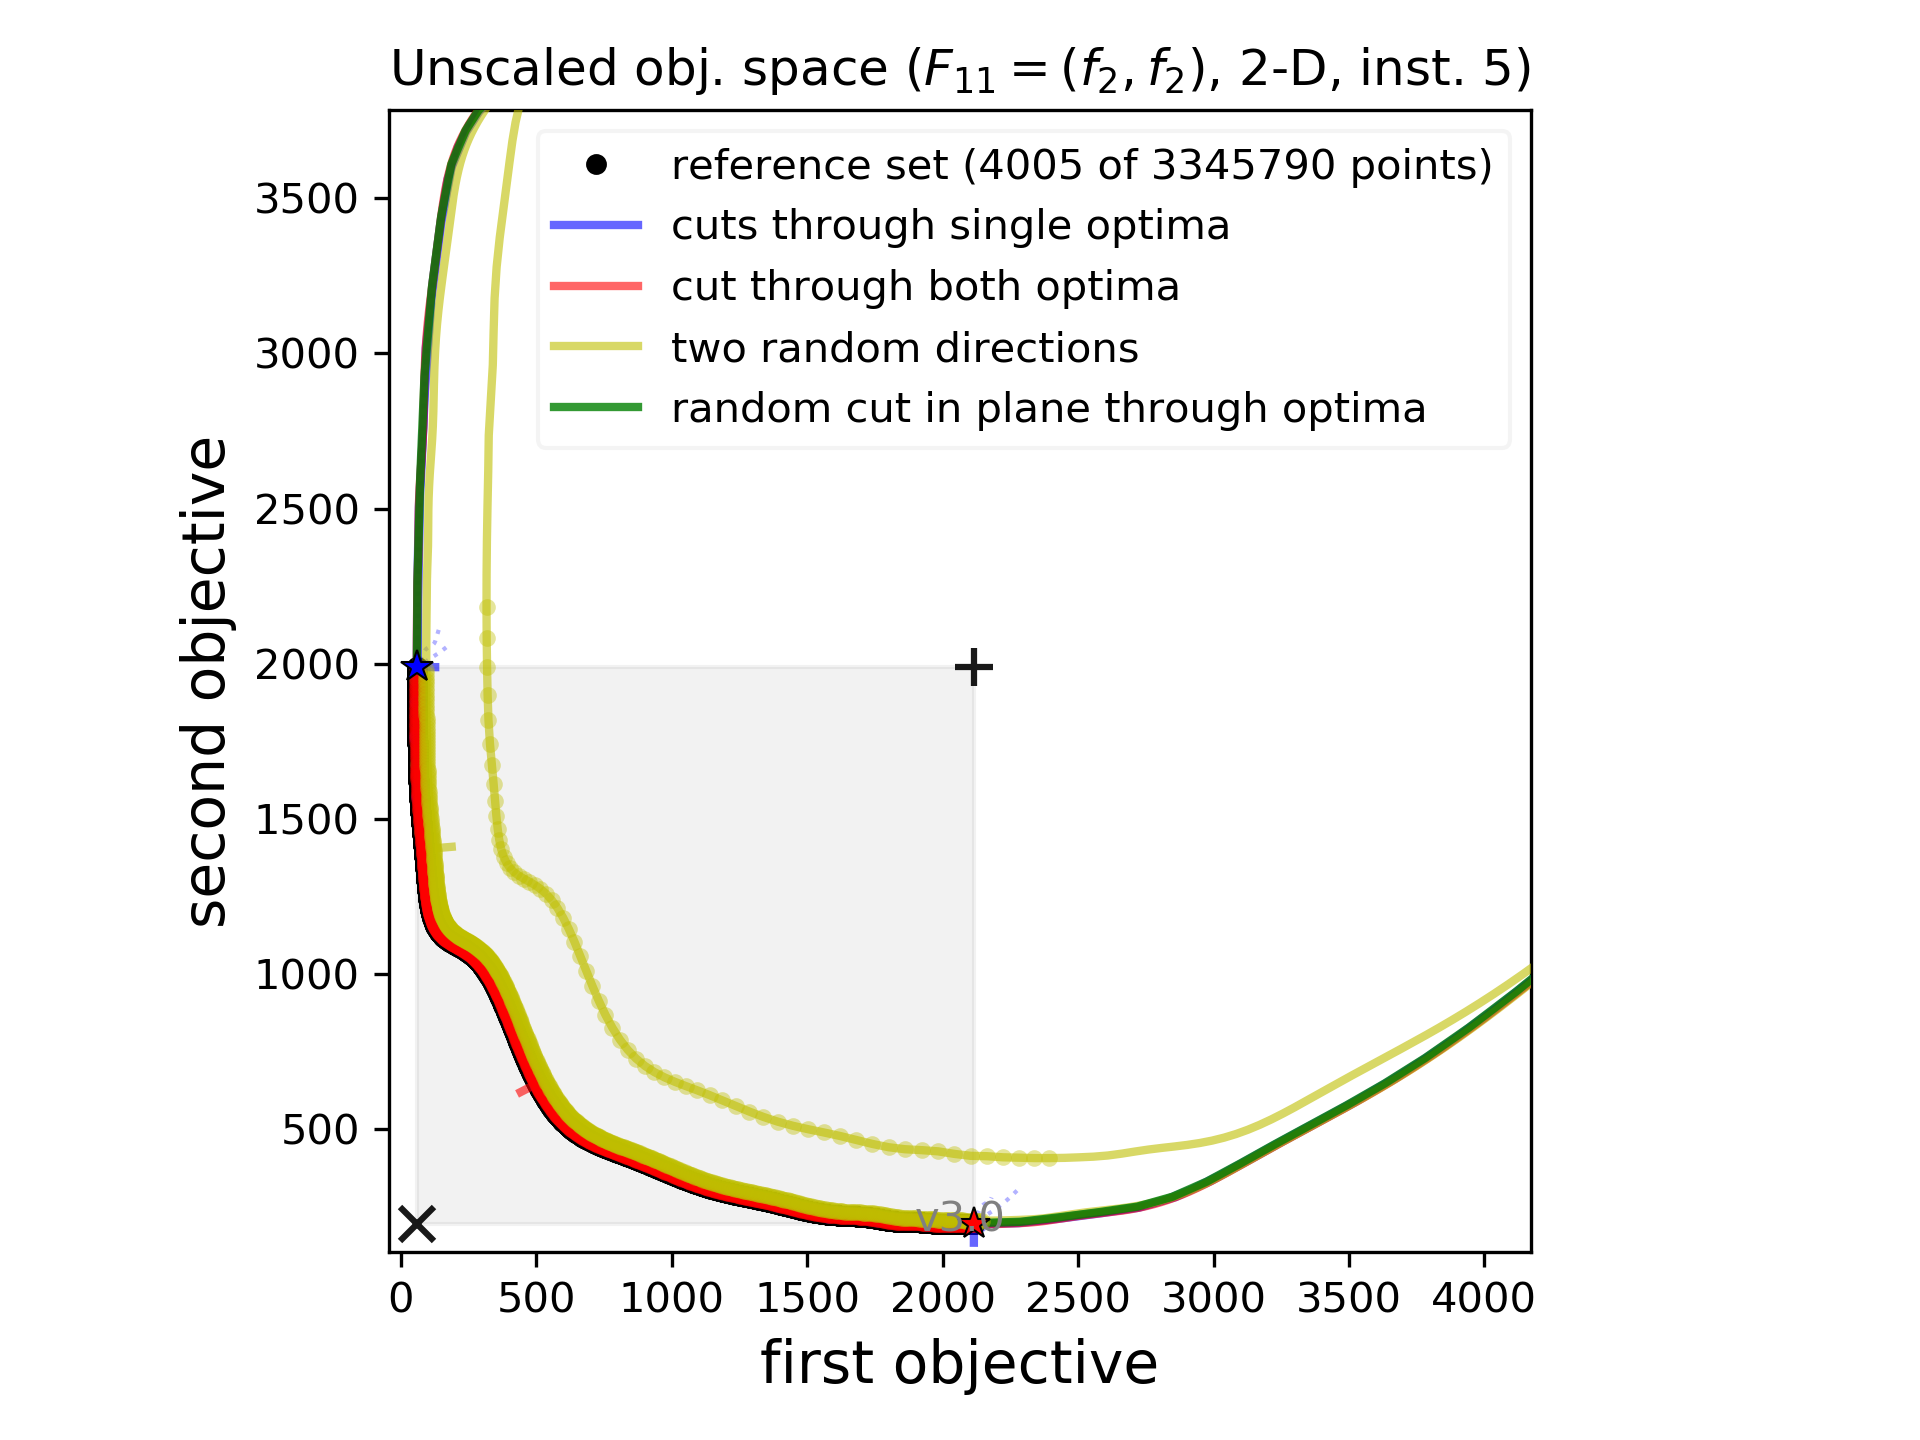 Unscaled obj. space (F₁₁ = (f₂, f₂), 2-D, inst. 5)
reference set (4005 of 3345790 points)
cuts through single optima
cut through both optima
two random directions
random cut in plane through optima
second objective
3500
3000
2500
2000
1500
1000
500
v3.0
0 500 1000 1500 2000 2500 3000 3500 4000
first objective